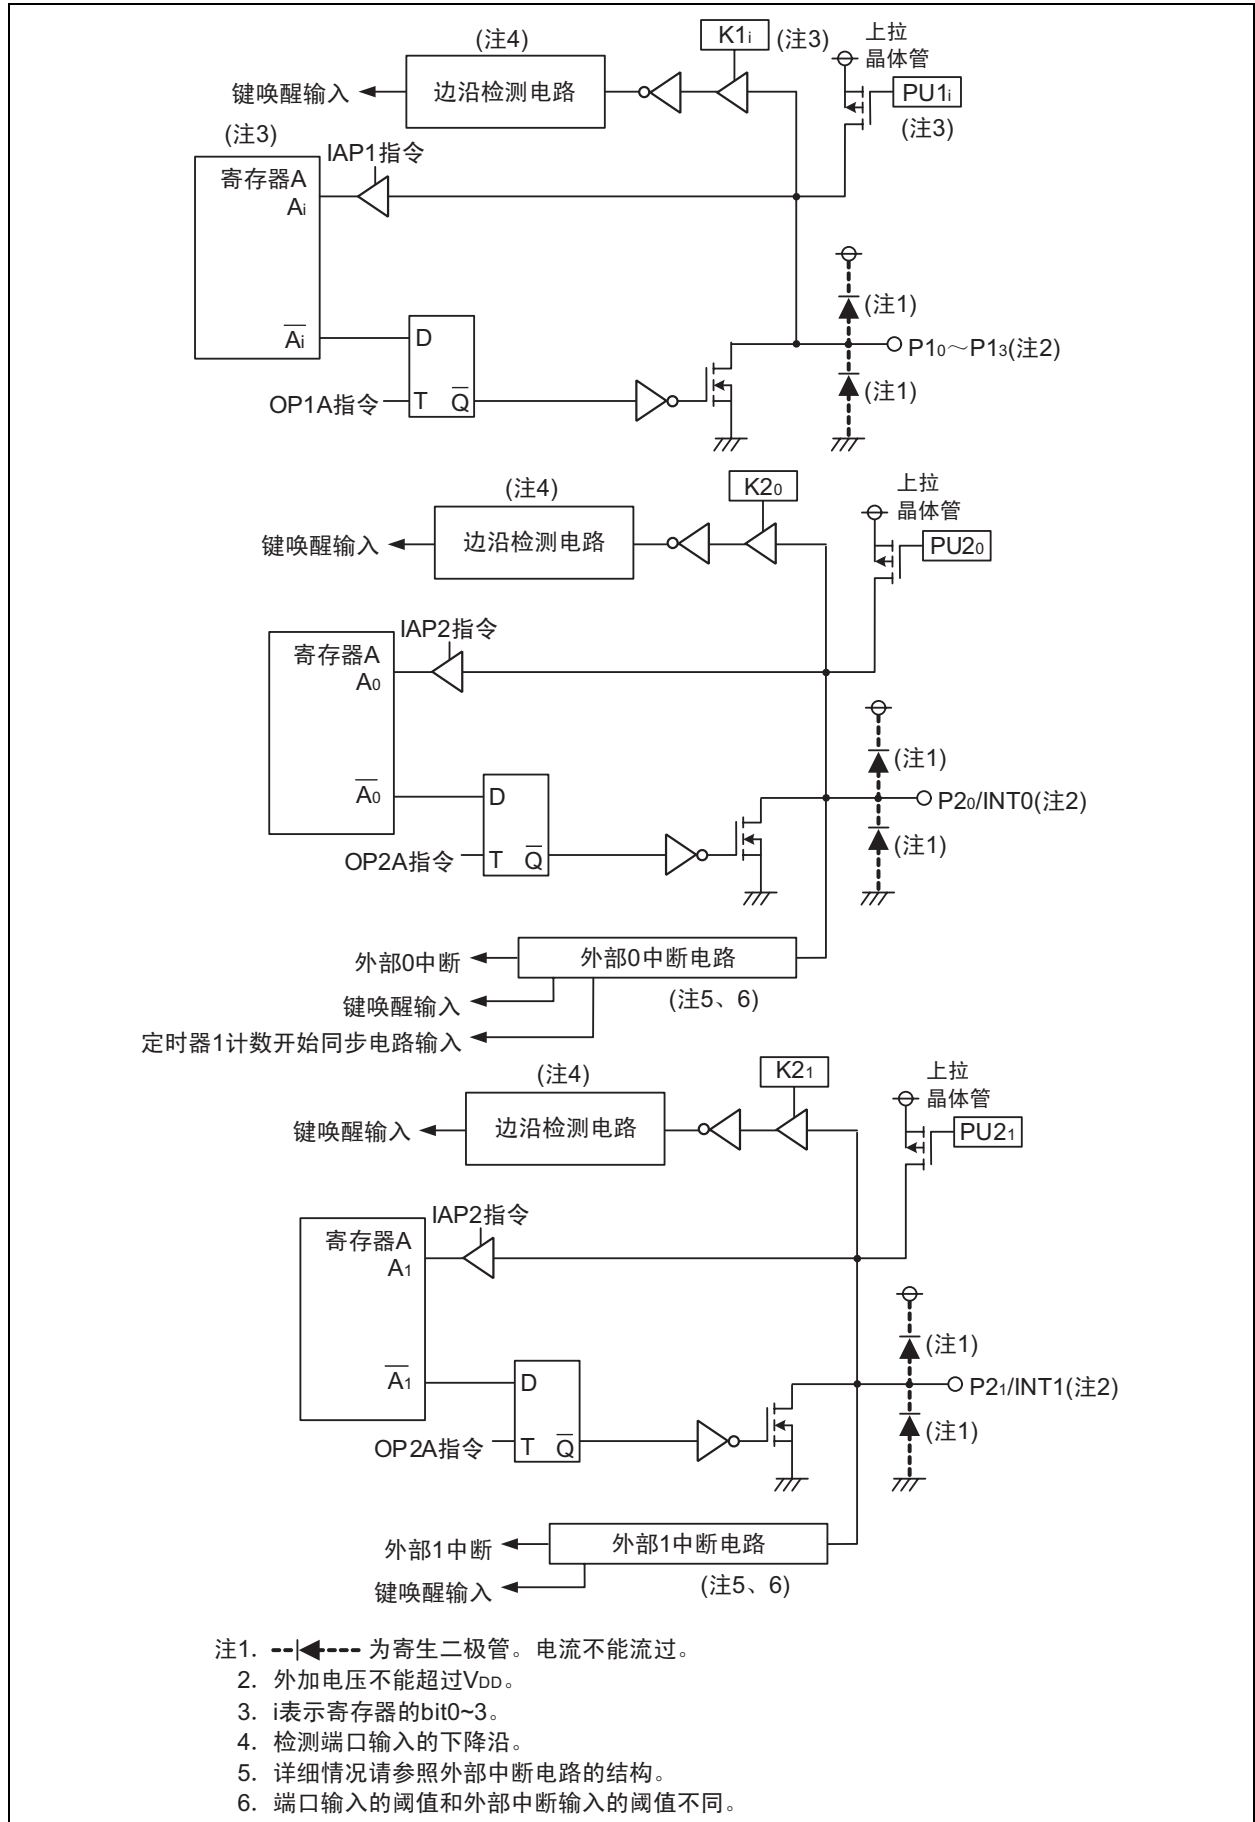 (注4)
K1i
(注3)
上拉
晶体管
键唤醒输入
边沿检测电路
PU1i
(注3)
(注3)
IAP1指令
寄存器A
Ai
(注1)
Ai
D
P10～P13(注2)
OP1A指令
T
Q
(注1)
(注4)
K20
上拉
晶体管
键唤醒输入
边沿检测电路
PU20
IAP2指令
寄存器A
A0
(注1)
A0
D
P20/INT0(注2)
OP2A指令
T
Q
(注1)
外部0中断
外部0中断电路
键唤醒输入
(注5、6)
定时器1计数开始同步电路输入
(注4)
K21
上拉
晶体管
键唤醒输入
边沿检测电路
PU21
IAP2指令
寄存器A
A1
(注1)
A1
D
P21/INT1(注2)
OP2A指令
T
Q
(注1)
外部1中断
外部1中断电路
键唤醒输入
(注5、6)
注1. 为寄生二极管。电流不能流过。
2. 外加电压不能超过VDD。
3. i表示寄存器的bit0~3。
4. 检测端口输入的下降沿。
5. 详细情况请参照外部中断电路的结构。
6. 端口输入的阈值和外部中断输入的阈值不同。